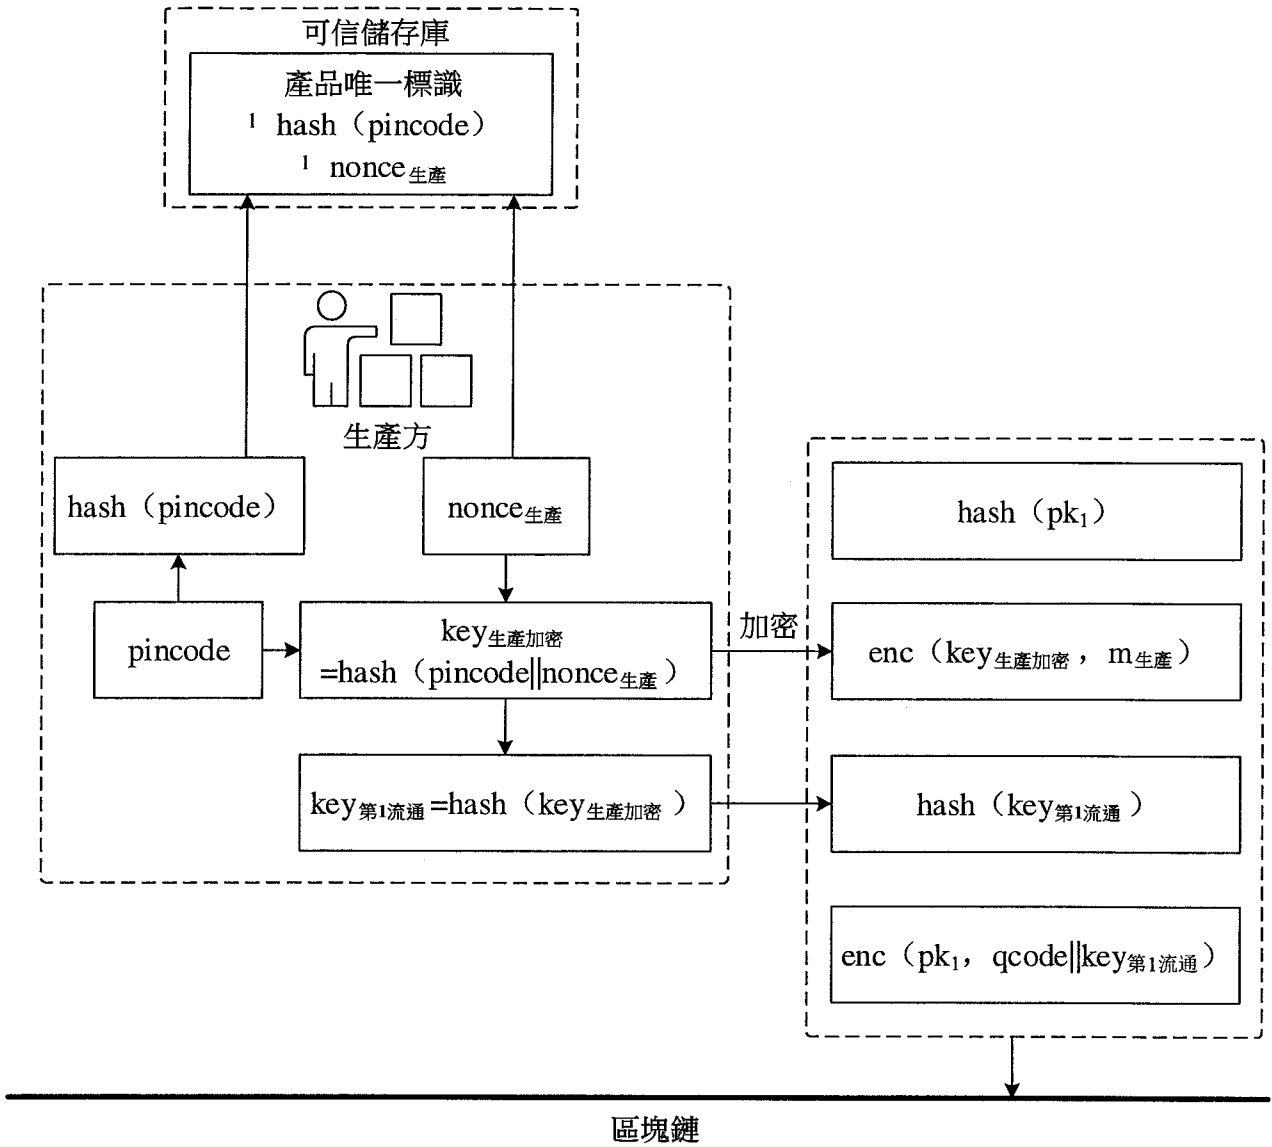 可信儲存庫
產品唯一標識
l hash（pincode）
l nonce生產
生產方
hash（pincode）
nonce生產
pincode
key生產加密
=hash（pincode||nonce生產）
key第1流通=hash（key生產加密）
加密
hash（pk1）
enc（key生產加密，m生產）
hash（key第1流通）
enc（pk1，qcode||key第1流通）
區塊鏈